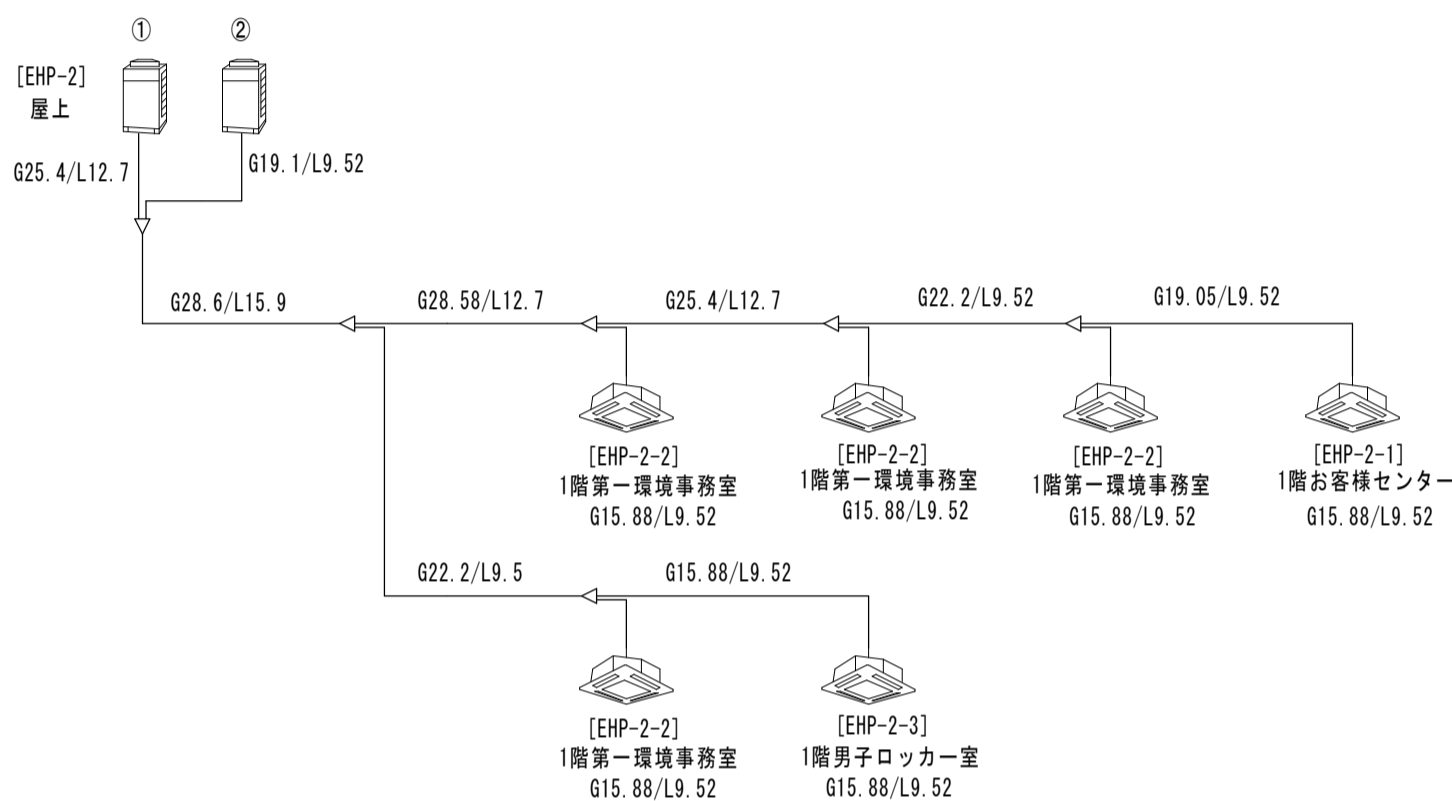 ①
②
[EHP-2]
屋上
G25.4/L12.7
G19.1/L9.52
G28.6/L15.9
G28.58/L12.7
G25.4/L12.7
G22.2/L9.52
G19.05/L9.52
[EHP-2-2]
1階第一環境事務室
G15.88/L9.52
[EHP-2-2]
1階第一環境事務室
G15.88/L9.52
[EHP-2-2]
1階第一環境事務室
G15.88/L9.52
[EHP-2-1]
1階お客様センター
G15.88/L9.52
G22.2/L9.5
G15.88/L9.52
[EHP-2-2]
1階第一環境事務室
G15.88/L9.52
[EHP-2-3]
1階男子ロッカー室
G15.88/L9.52